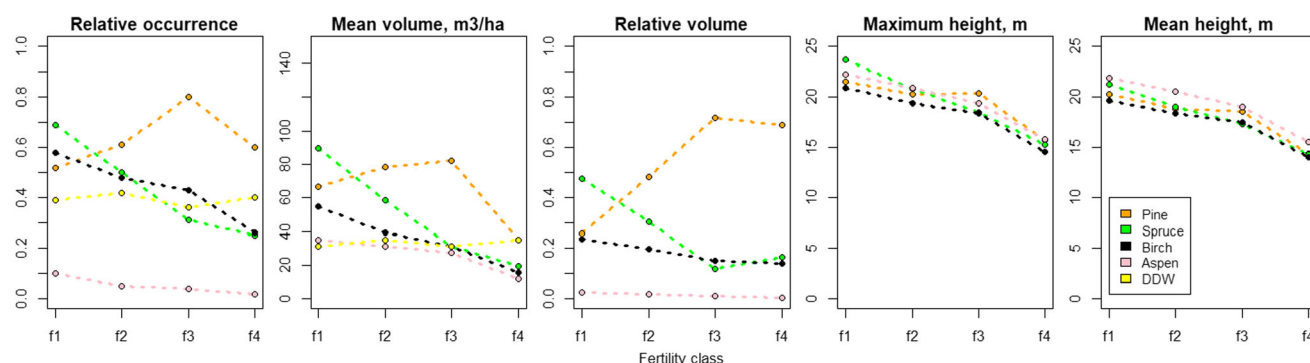 Relative occurrence
1.0
0.8
0.6
0.4
0.2
0.0
f1 f2 f3 f4
Mean volume, m3/ha
140
100
80
60
40
20
0
f1 f2 f3 f4
Relative volume
1.0
0.8
0.6
0.4
0.2
0.0
f1 f2 f3 f4
Maximum height, m
25
20
15
10
5
0
f1 f2 f3 f4
Mean height, m
25
20
15
10
5
0
Pine
Spruce
Birch
Aspen
DDW
f1 f2 f3 f4
Fertility class